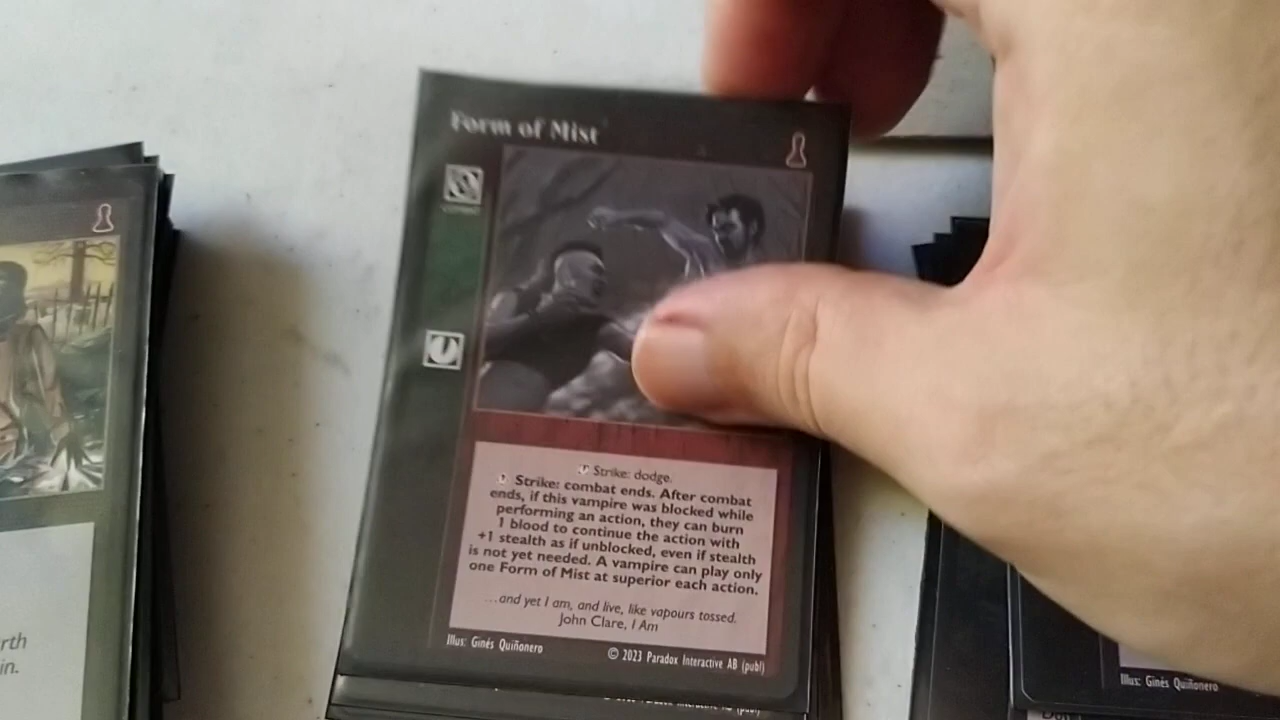 Form of Mist
COMBAT
Strike: dodge.
Strike: combat ends. After combat
ends, if this vampire was blocked while
performing an action, they can burn
1 blood to continue the action with
+1 stealth as if unblocked, even if stealth
is not yet needed. A vampire can play only
one Form of Mist at superior each action.
...and yet I am, and live, like vapours tossed.
John Clare, I Am
Illus: Ginés Quiñonero
© 2023 Paradox Interactive AB (publ)
rth
in.
Illus: Ginés Quiñonero